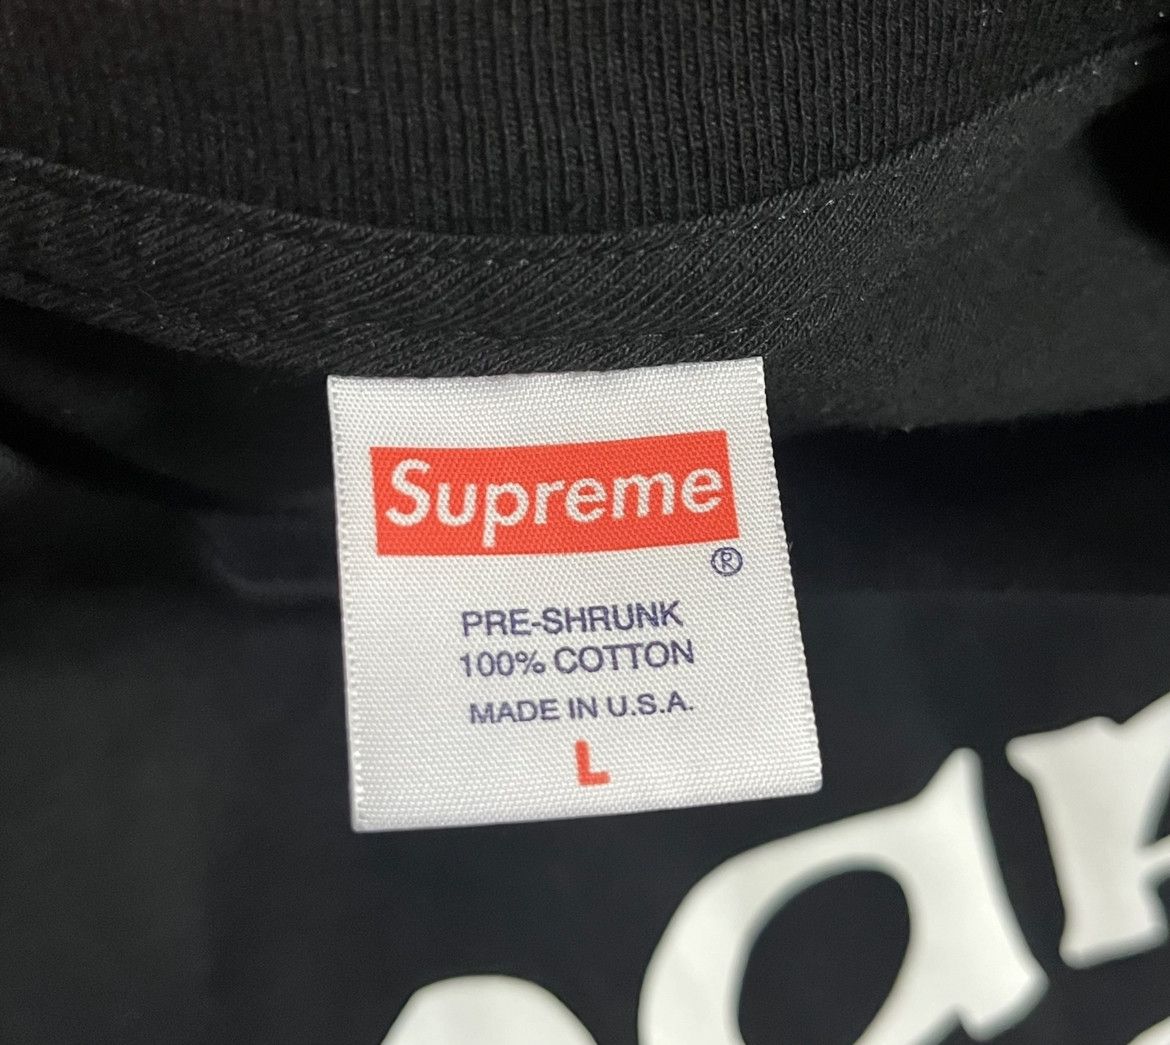 Supreme
®
PRE-SHRUNK
100% COTTON
MADE IN U.S.A.
L